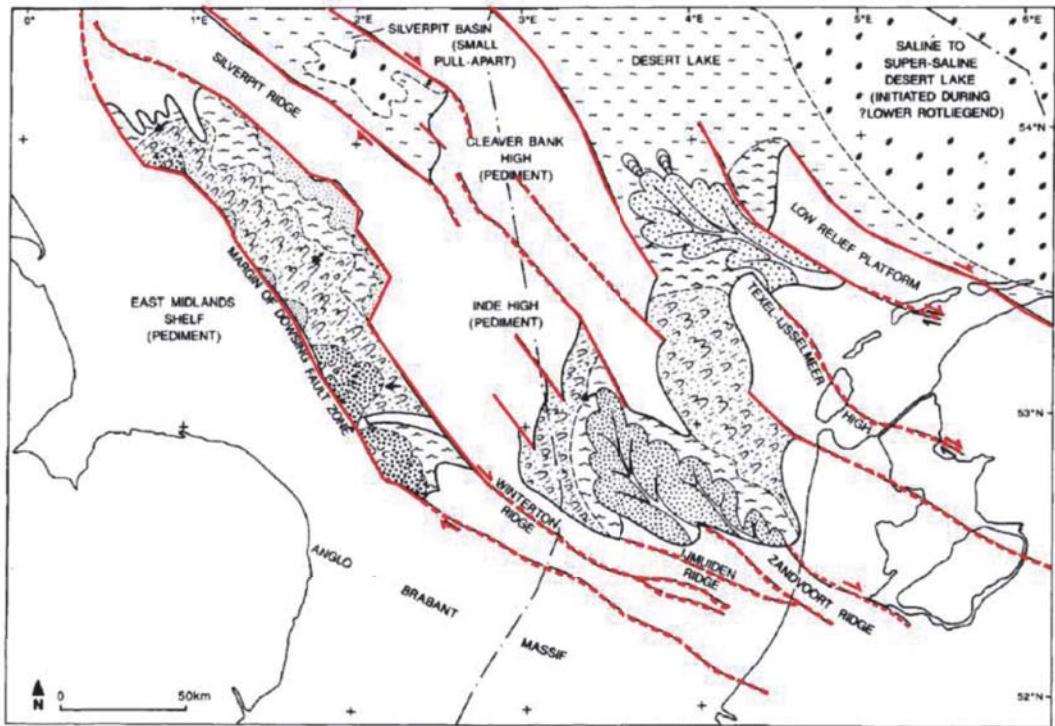 0°
1°E
2°E
3°E
4°E
5°E
6°E
SILVERPIT BASIN
(SMALL
PULL-APART)
DESERT LAKE
SALINE TO
SUPER-SALINE
DESERT LAKE
(INITIATED DURING
?LOWER ROTLIEGEND)
SILVERPIT RIDGE
54°N
CLEAVER BANK
HIGH
(PEDIMENT)
LOW RELIEF PLATFORM
EAST MIDLANDS
SHELF
(PEDIMENT)
MARGIN OF DOWSING FAULT ZONE
INDE HIGH
(PEDIMENT)
TEXEL-IJSSELMEER
HIGH
53°N
WINTERTON
RIDGE
IJMUIDEN
RIDGE
ZANDVOORT RIDGE
ANGLO
BRABANT
MASSIF
N
0
50km
52°N